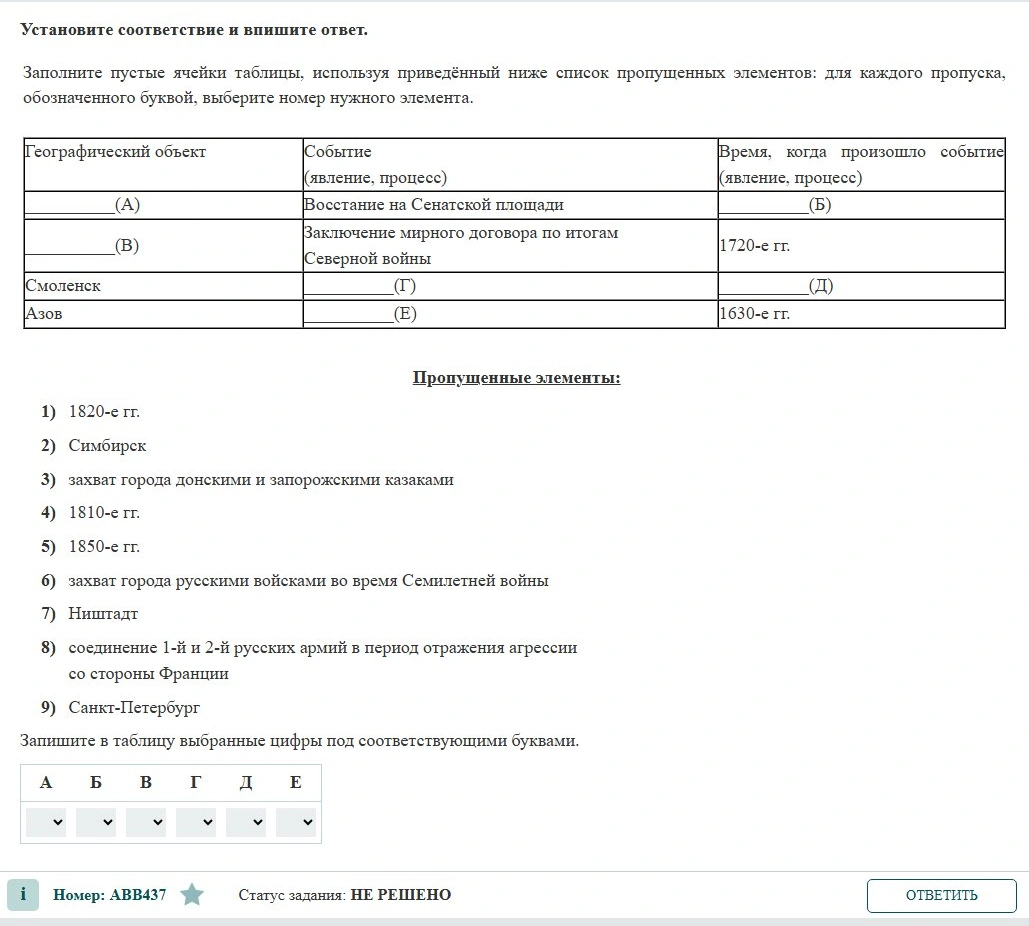 Установите соответствие и впишите ответ.
Заполните пустые ячейки таблицы, используя приведённый ниже список пропущенных элементов: для каждого пропуска,
обозначенного буквой, выберите номер нужного элемента.
Географический объект
Событие
(явление, процесс)
Время, когда произошло событие
(явление, процесс)
__________(А)
Восстание на Сенатской площади
__________(Б)
__________(В)
Заключение мирного договора по итогам
Северной войны
1720-е гг.
Смоленск
__________(Г)
__________(Д)
Азов
__________(Е)
1630-е гг.
Пропущенные элементы:
1) 1820-е гг.
2) Симбирск
3) захват города донскими и запорожскими казаками
4) 1810-е гг.
5) 1850-е гг.
6) захват города русскими войсками во время Семилетней войны
7) Ништадт
8) соединение 1-й и 2-й русских армий в период отражения агрессии
со стороны Франции
9) Санкт-Петербург
Запишите в таблицу выбранные цифры под соответствующими буквами.
А Б В Г Д Е
i Номер: ABB437 Статус задания: НЕ РЕШЕНО ОТВЕТИТЬ